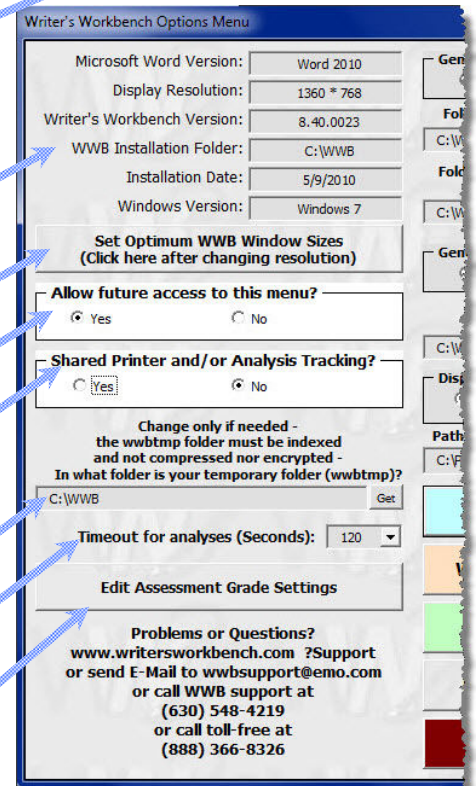 Writer's Workbench Options Menu
Microsoft Word Version: Word 2010
Display Resolution: 1360 * 768
Writer's Workbench Version: 8.40.0023
WWB Installation Folder: C:\WWB
Installation Date: 5/9/2010
Windows Version: Windows 7
Set Optimum WWB Window Sizes
(Click here after changing resolution)
Allow future access to this menu?
Yes No
Shared Printer and/or Analysis Tracking?
Yes No
Change only if needed -
the wwbtmp folder must be indexed
and not compressed nor encrypted -
In what folder is your temporary folder (wwbtmp)?
C:\WWB Get
Timeout for analyses (Seconds): 120
Edit Assessment Grade Settings
Problems or Questions?
www.writersworkbench.com ?Support
or send E-Mail to wwbsupport@emo.com
or call WWB support at
(630) 548-4219
or call toll-free at
(888) 366-8326
Gen
Fol
C:\W
Fold
C:\W
Gen
C:\W
Disp
Path
C:\P